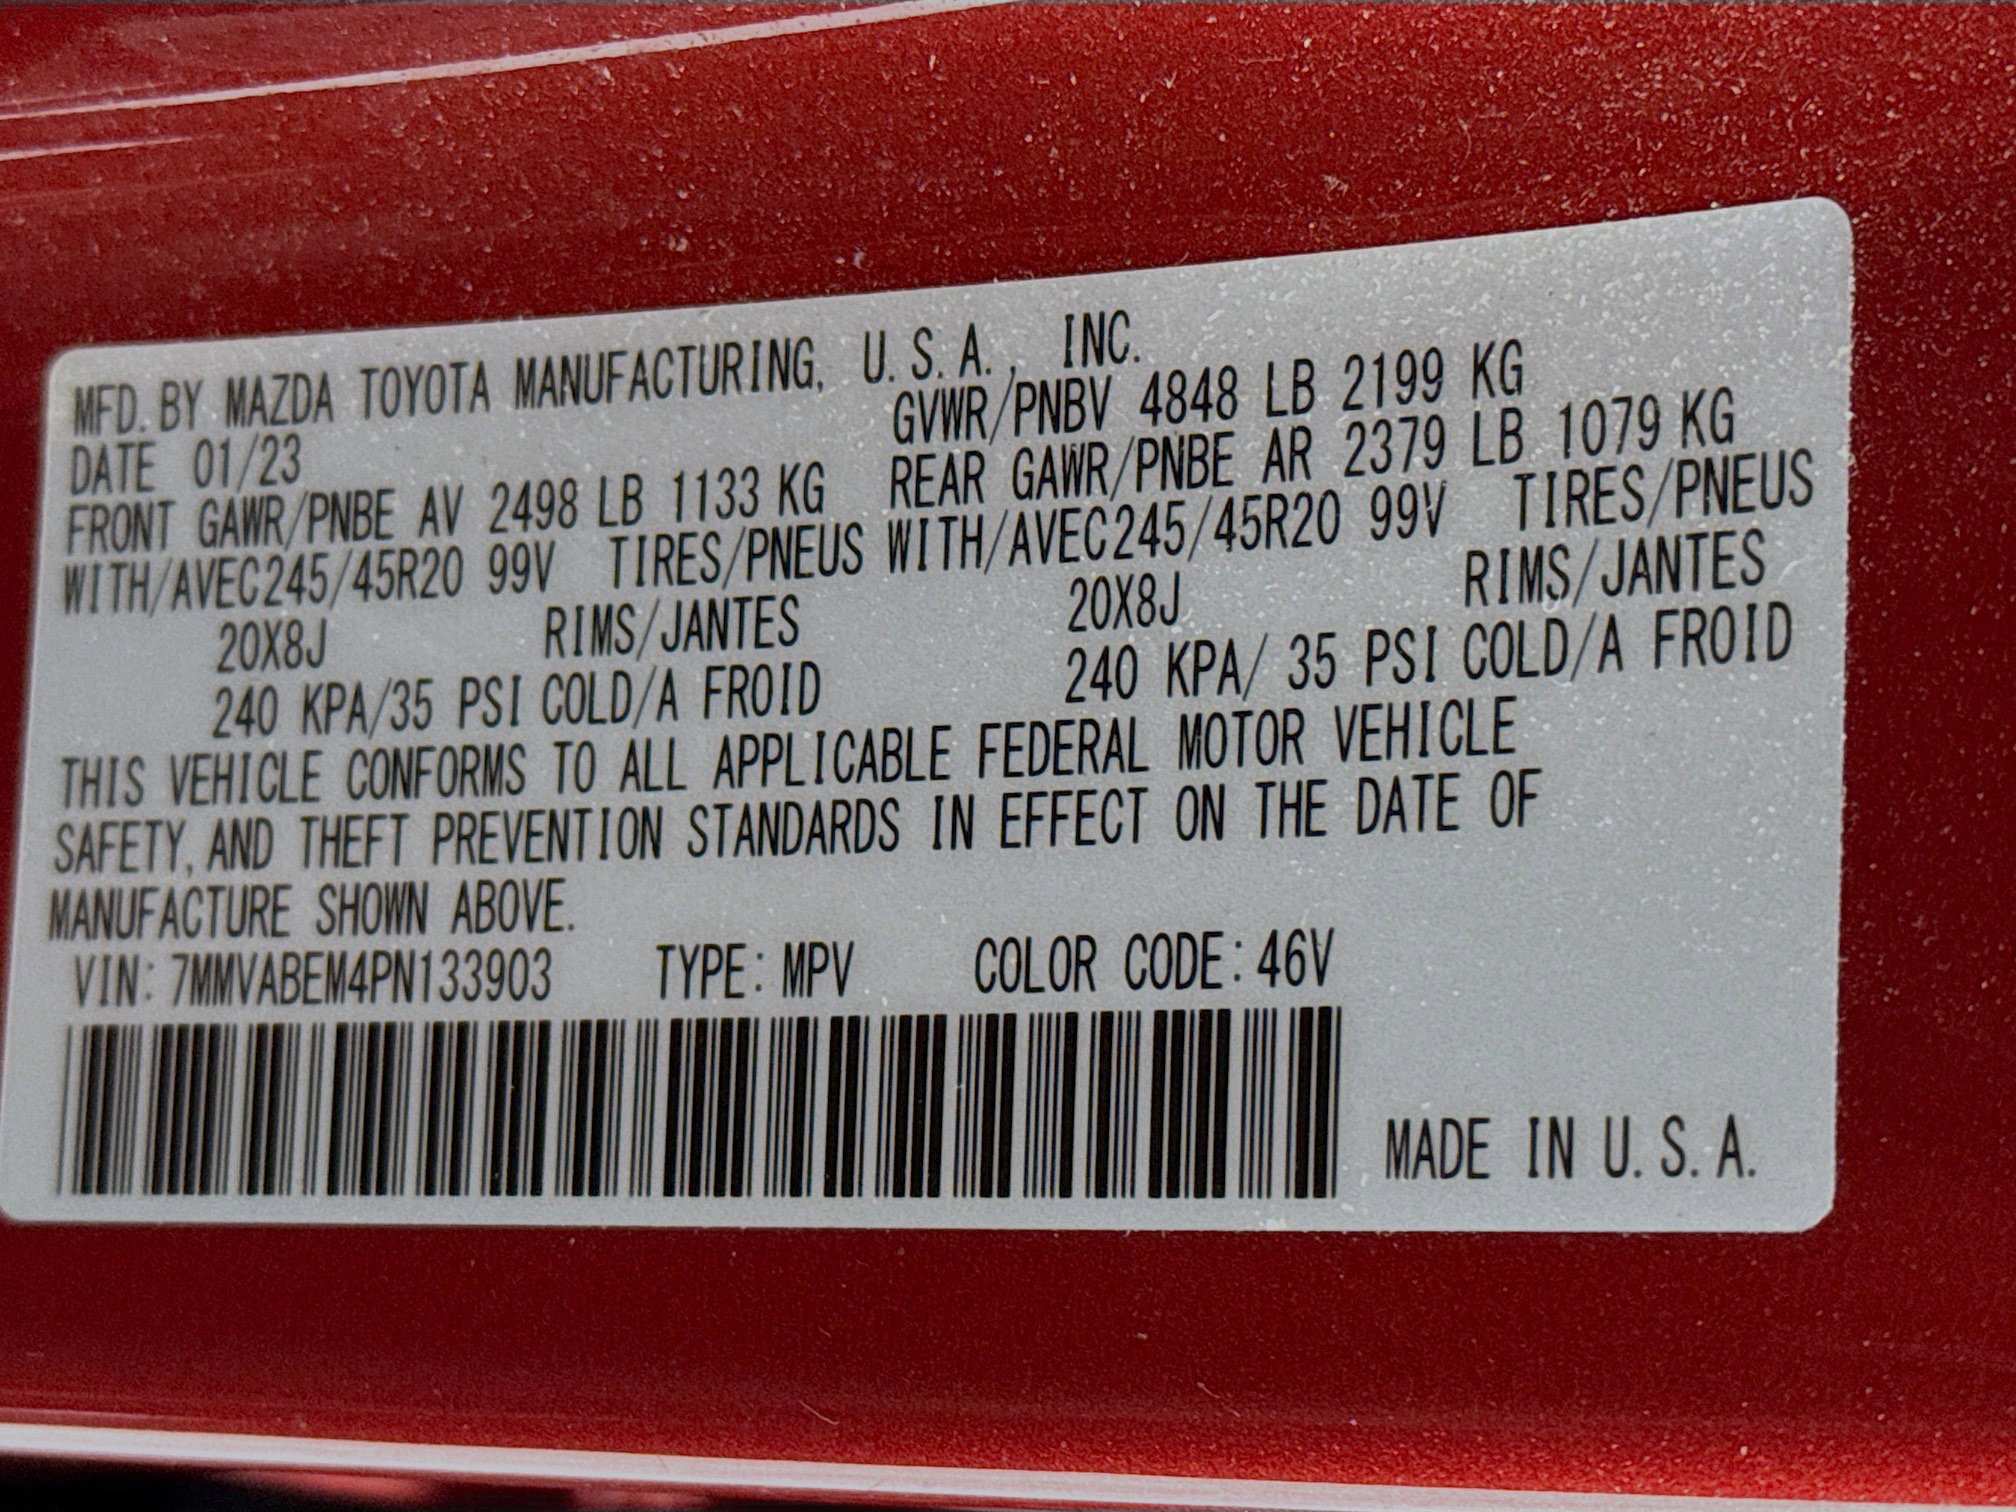 MFD. BY MAZDA TOYOTA MANUFACTURING, U.S.A., INC.
DATE 01/23 GVWR/PNBV 4848 LB 2199 KG
FRONT GAWR/PNBE AV 2498 LB 1133 KG REAR GAWR/PNBE AR 2379 LB 1079 KG
WITH/AVEC245/45R20 99V TIRES/PNEUS WITH/AVEC245/45R20 99V TIRES/PNEUS
20X8J RIMS/JANTES 20X8J RIMS/JANTES
240 KPA/35 PSI COLD/A FROID 240 KPA/ 35 PSI COLD/A FROID
THIS VEHICLE CONFORMS TO ALL APPLICABLE FEDERAL MOTOR VEHICLE
SAFETY, AND THEFT PREVENTION STANDARDS IN EFFECT ON THE DATE OF
MANUFACTURE SHOWN ABOVE.
VIN: 7MMVABEM4PN133903 TYPE: MPV COLOR CODE: 46V
MADE IN U.S.A.